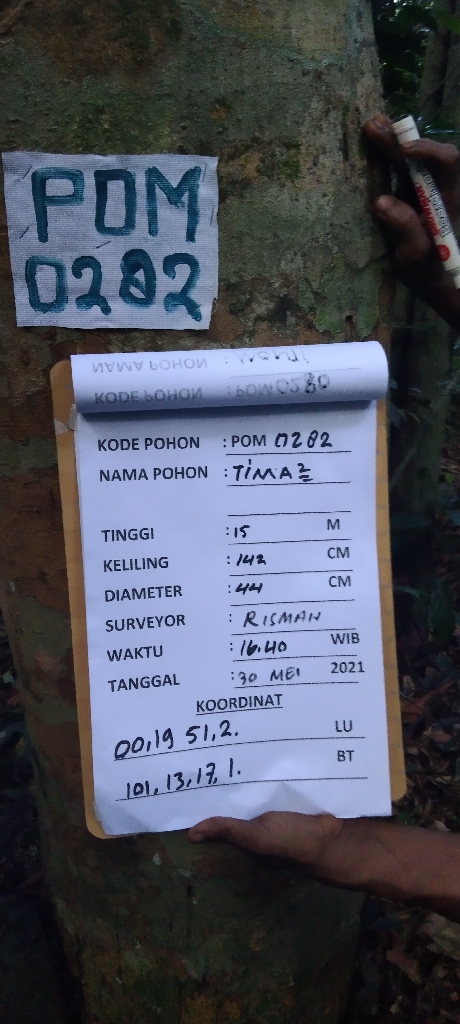 POM
0282
KODE POHON : POM 0282
NAMA POHON : TIMAH
TINGGI : 15 M
KELILING : 142 CM
DIAMETER : 44 CM
SURVEYOR : RISMAN
WAKTU : 16.40 WIB
TANGGAL : 30 MEI 2021
KOORDINAT
00,19 51,2. LU
101,13,17,1. BT
NAMA POHON :
KODE POHON : POM 0280